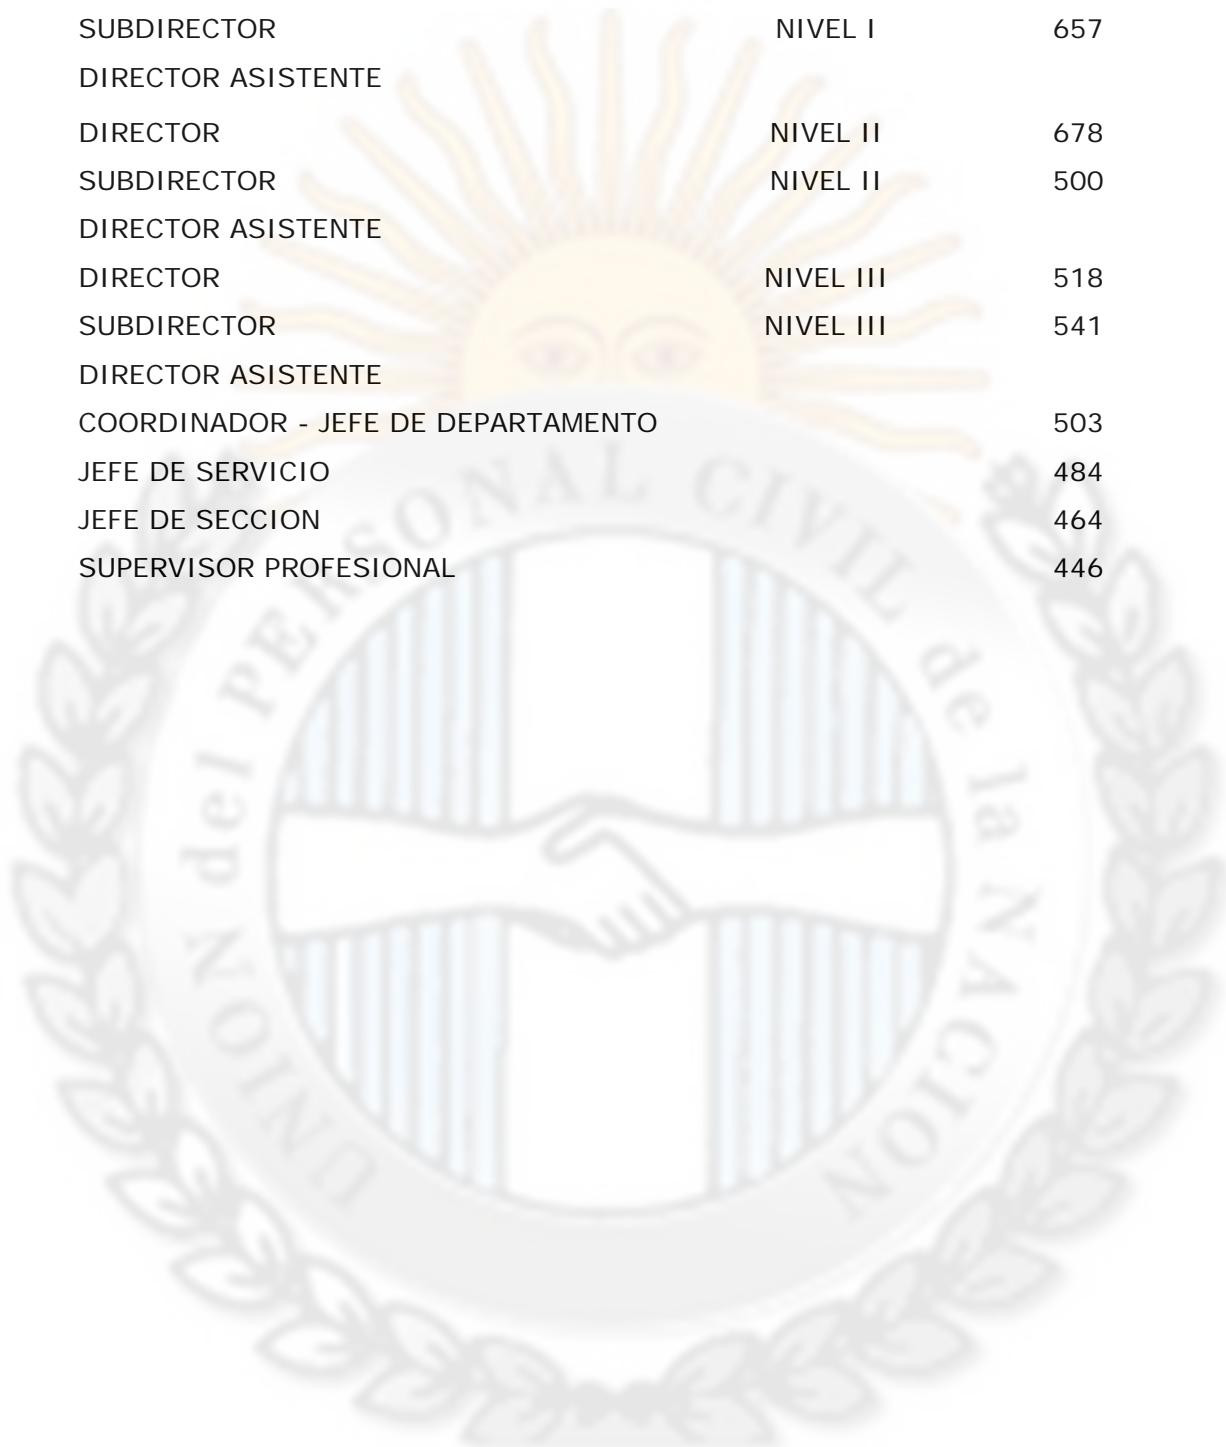 SUBDIRECTOR NIVEL I 657
DIRECTOR ASISTENTE
DIRECTOR NIVEL II 678
SUBDIRECTOR NIVEL II 500
DIRECTOR ASISTENTE
DIRECTOR NIVEL III 518
SUBDIRECTOR NIVEL III 541
DIRECTOR ASISTENTE
COORDINADOR - JEFE DE DEPARTAMENTO 503
JEFE DE SERVICIO 484
JEFE DE SECCION 464
SUPERVISOR PROFESIONAL 446
UNION del PERSONAL CIVIL de la NACION